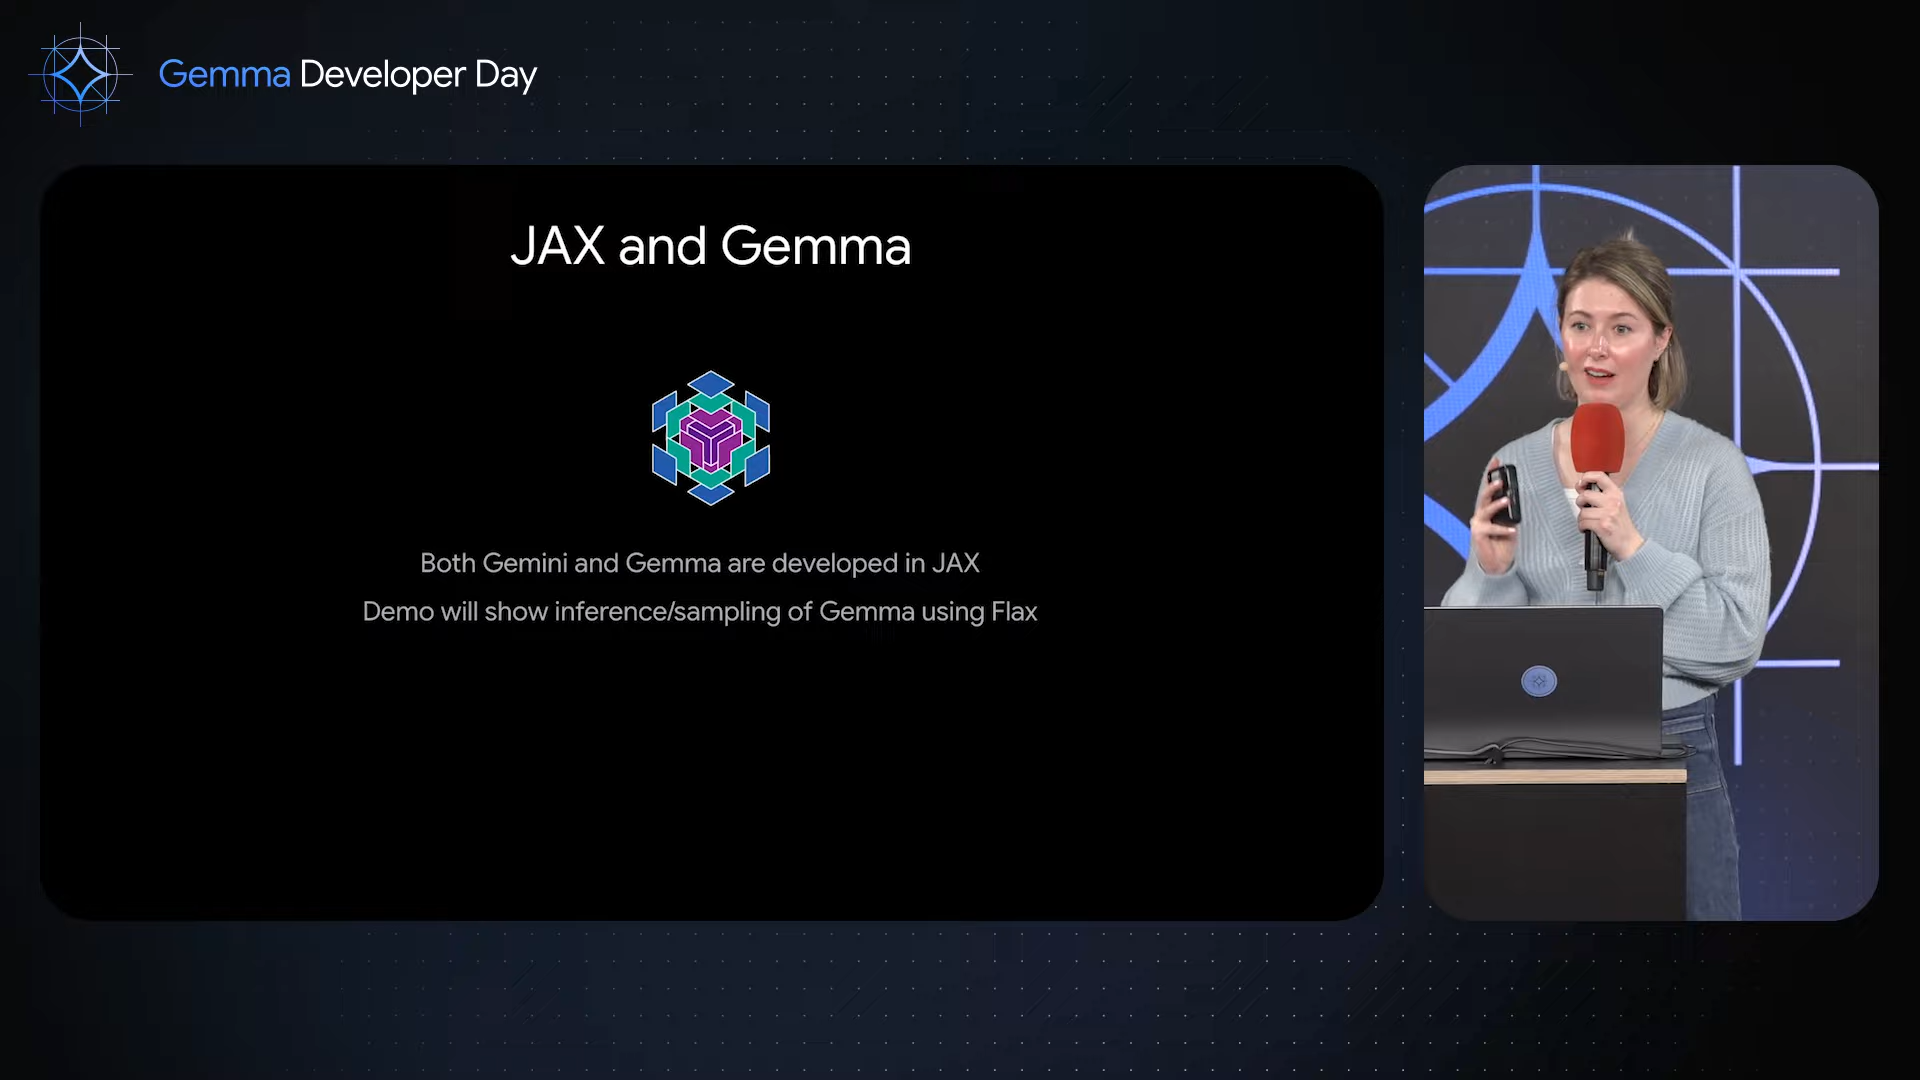 Gemma Developer Day
JAX and Gemma
Both Gemini and Gemma are developed in JAX
Demo will show inference/sampling of Gemma using Flax